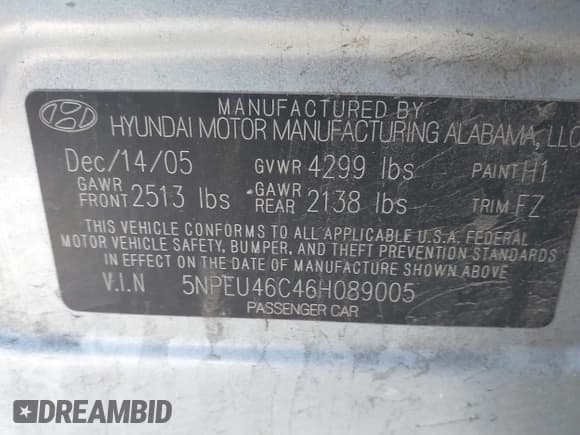 MANUFACTURED BY
HYUNDAI MOTOR MANUFACTURING ALABAMA, LLC
Dec/14/05 GVWR 4299 lbs PAINT H1
GAWR FRONT 2513 lbs GAWR REAR 2138 lbs TRIM FZ
THIS VEHICLE CONFORMS TO ALL APPLICABLE U.S.A. FEDERAL
MOTOR VEHICLE SAFETY, BUMPER, AND THEFT PREVENTION STANDARDS
IN EFFECT ON THE DATE OF MANUFACTURE SHOWN ABOVE.
V.I.N 5NPEU46C46H089005
PASSENGER CAR
DREAMBID